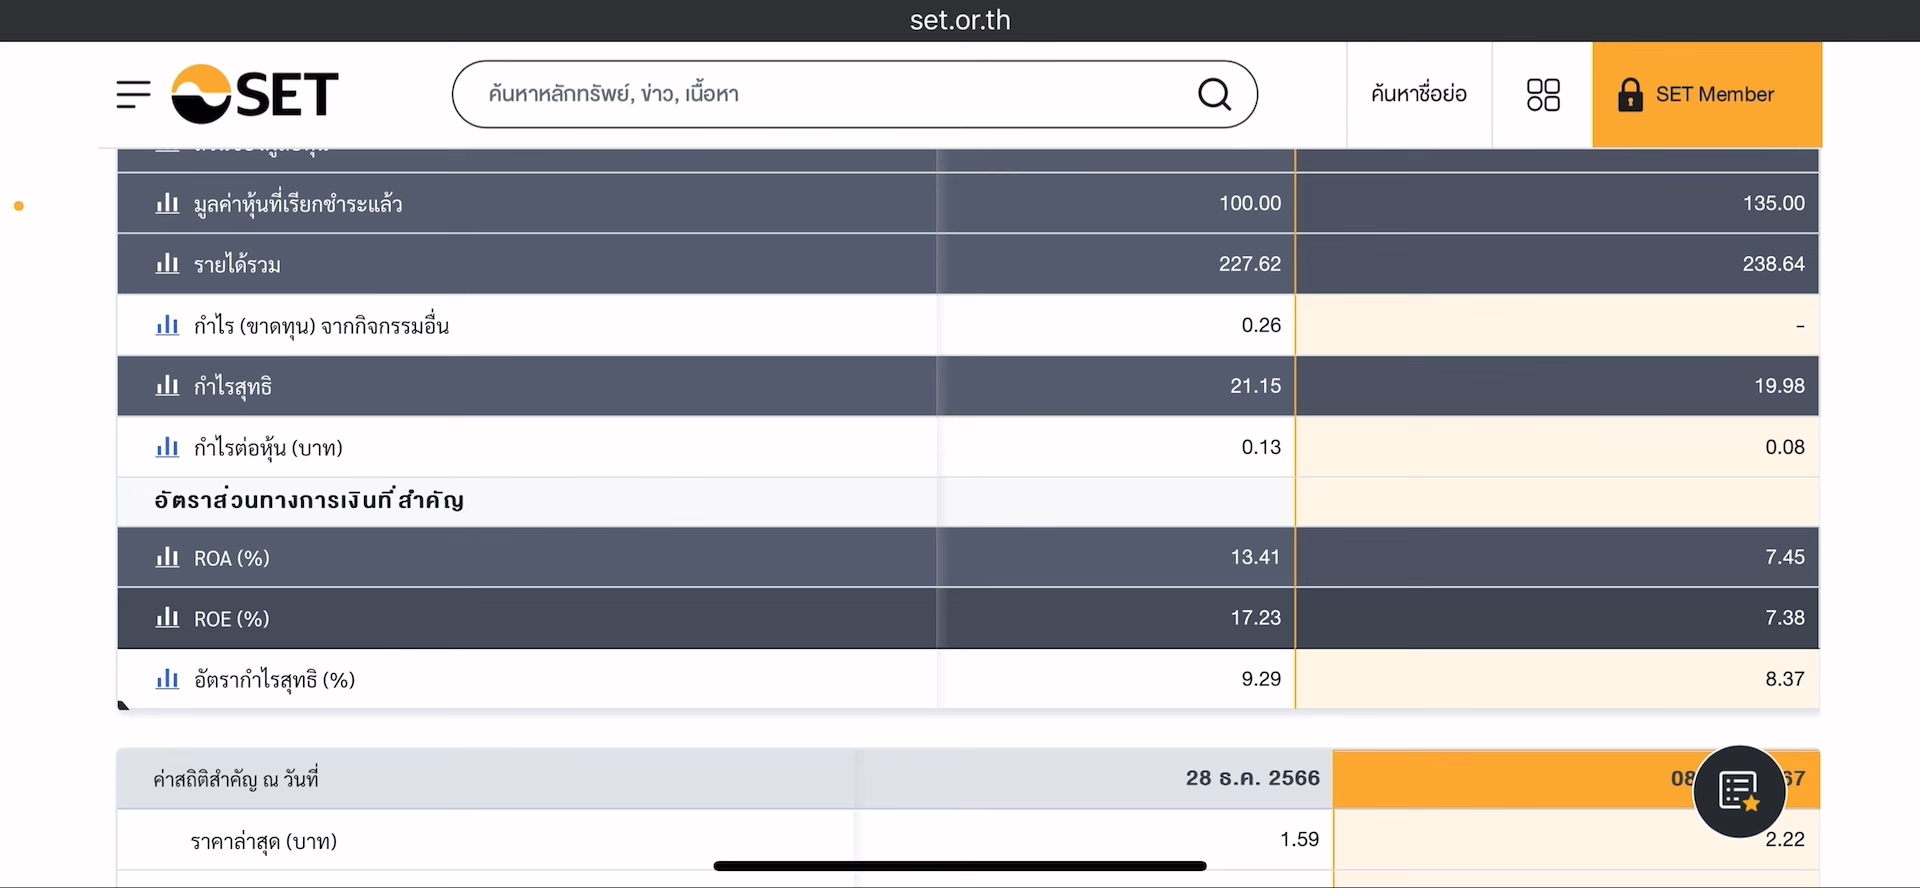 set.or.th
SET
ค้นหาหลักทรัพย์, ข่าว, เนื้อหา
ค้นหาชื่อย่อ
SET Member
มูลค่าหุ้นที่เรียกชำระแล้ว 100.00 135.00
รายได้รวม 227.62 238.64
กำไร (ขาดทุน) จากกิจกรรมอื่น 0.26 -
กำไรสุทธิ 21.15 19.98
กำไรต่อหุ้น (บาท) 0.13 0.08
อัตราส่วนทางการเงินที่สำคัญ
ROA (%) 13.41 7.45
ROE (%) 17.23 7.38
อัตรากำไรสุทธิ (%) 9.29 8.37
ค่าสถิติสำคัญ ณ วันที่ 28 ธ.ค. 2566 08 67
ราคาล่าสุด (บาท) 1.59 2.22